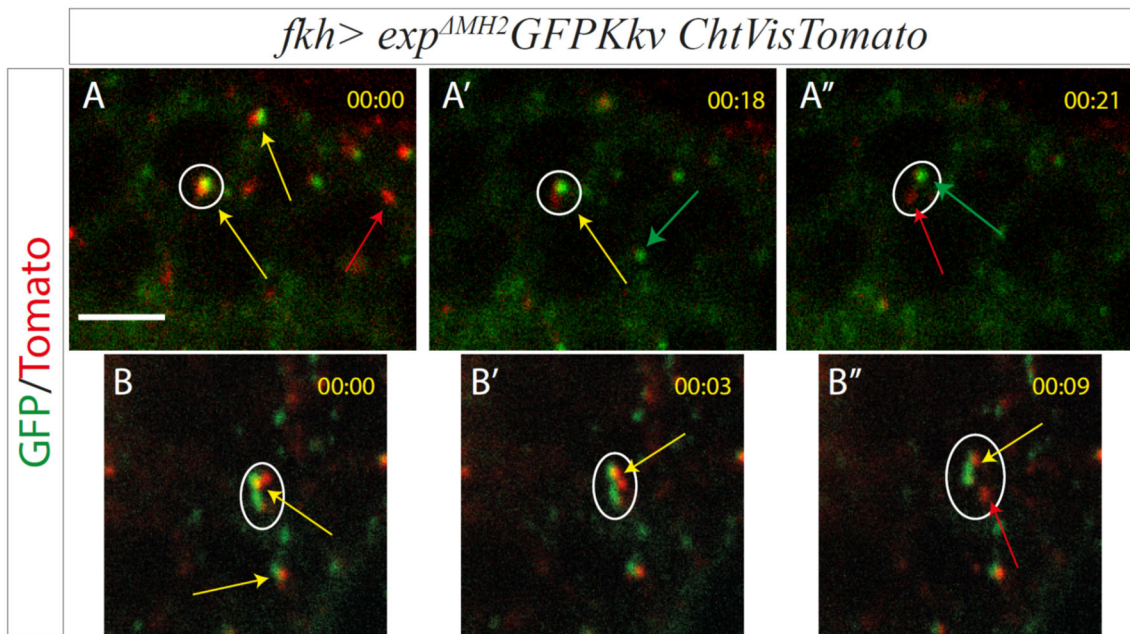 fkh> exp^ΔMH2GFPKkv ChtVisTomato
GFP/Tomato
A 00:00
A′ 00:18
A″ 00:21
B 00:00
B′ 00:03
B″ 00:09